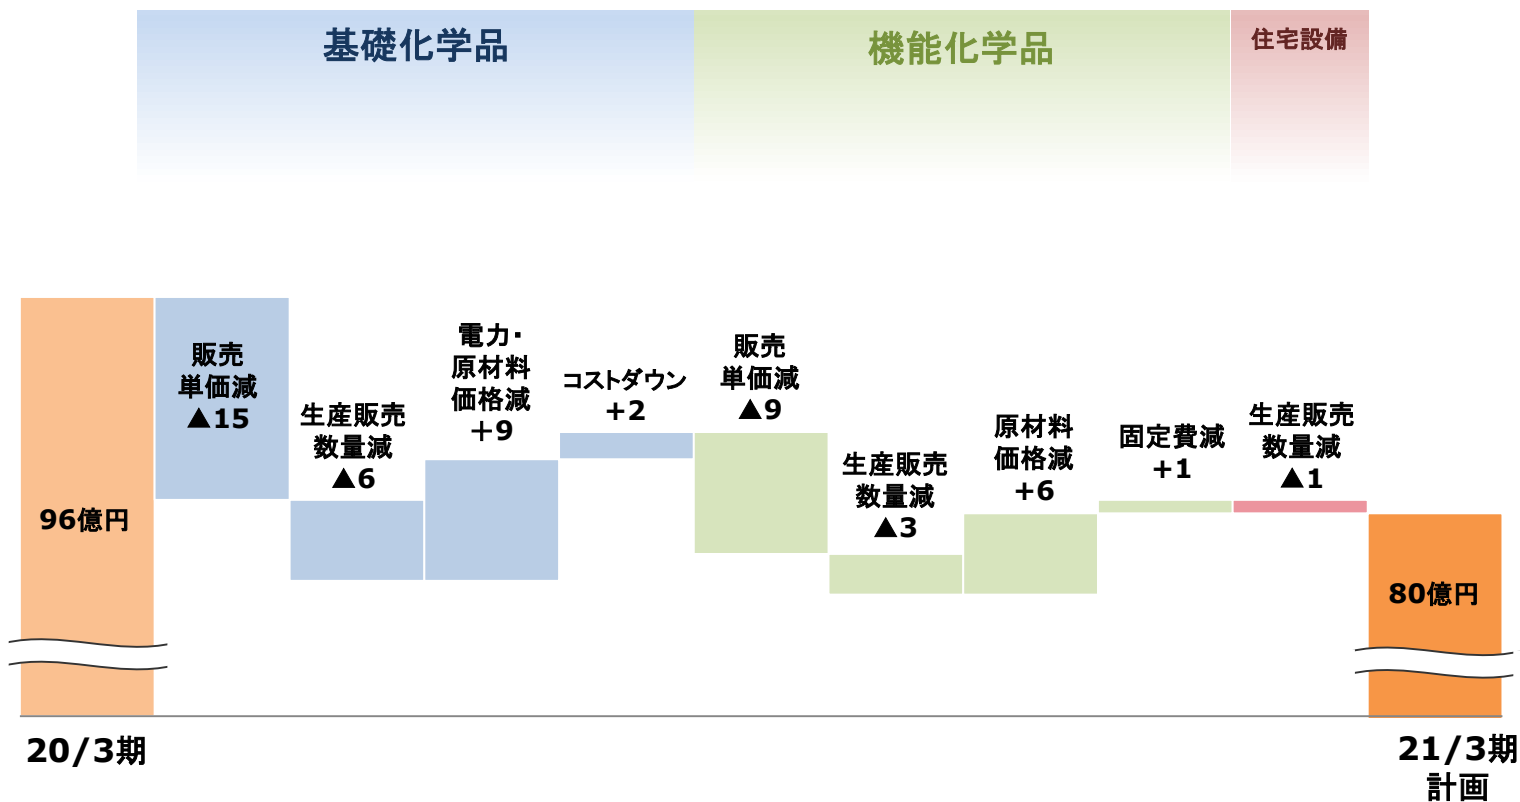 基礎化学品
機能化学品
住宅設備
96億円
販売
単価減
▲15
生産販売
数量減
▲6
電力・
原材料
価格減
＋9
コストダウン
+2
販売
単価減
▲9
生産販売
数量減
▲3
原材料
価格減
+6
固定費減
+1
生産販売
数量減
▲1
80億円
20/3期
21/3期
計画